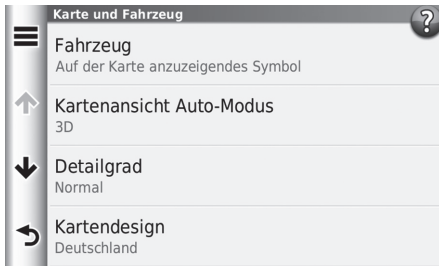 Karte und Fahrzeug
?
Fahrzeug
Auf der Karte anzuzeigendes Symbol
Kartenansicht Auto-Modus
3D
Detailgrad
Normal
Kartendesign
Deutschland